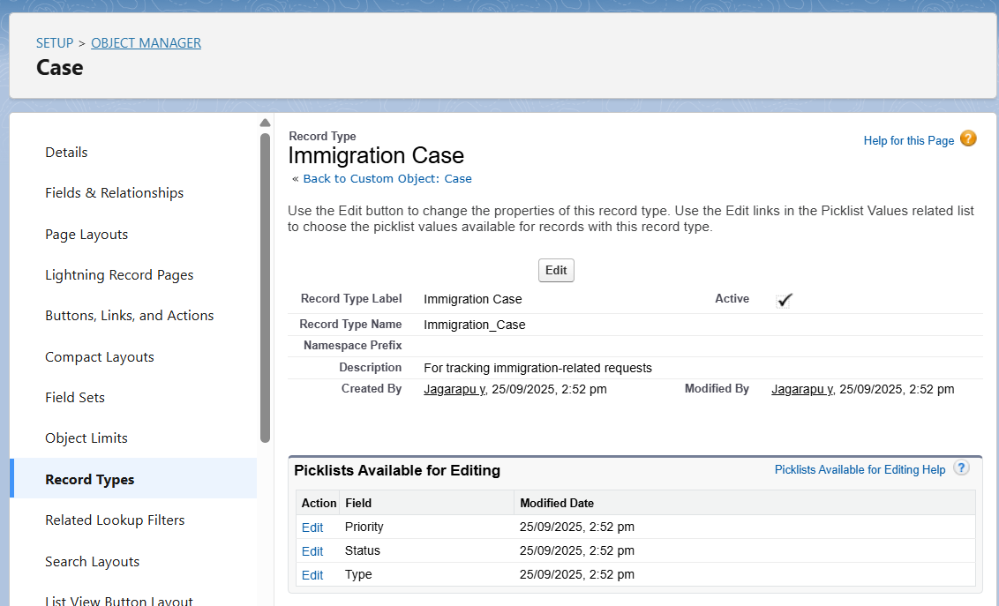 SETUP > OBJECT MANAGER
Case
Details
Fields & Relationships
Page Layouts
Lightning Record Pages
Buttons, Links, and Actions
Compact Layouts
Field Sets
Object Limits
Record Types
Related Lookup Filters
Search Layouts
List View Button Layout
Record Type
Immigration Case
« Back to Custom Object: Case
Help for this Page ?
Use the Edit button to change the properties of this record type. Use the Edit links in the Picklist Values related list
to choose the picklist values available for records with this record type.
Edit
Record Type Label Immigration Case Active
Record Type Name Immigration_Case
Namespace Prefix
Description For tracking immigration-related requests
Created By Jagarapu y, 25/09/2025, 2:52 pm Modified By Jagarapu y, 25/09/2025, 2:52 pm
Picklists Available for Editing Picklists Available for Editing Help ?
Action Field Modified Date
Edit Priority 25/09/2025, 2:52 pm
Edit Status 25/09/2025, 2:52 pm
Edit Type 25/09/2025, 2:52 pm